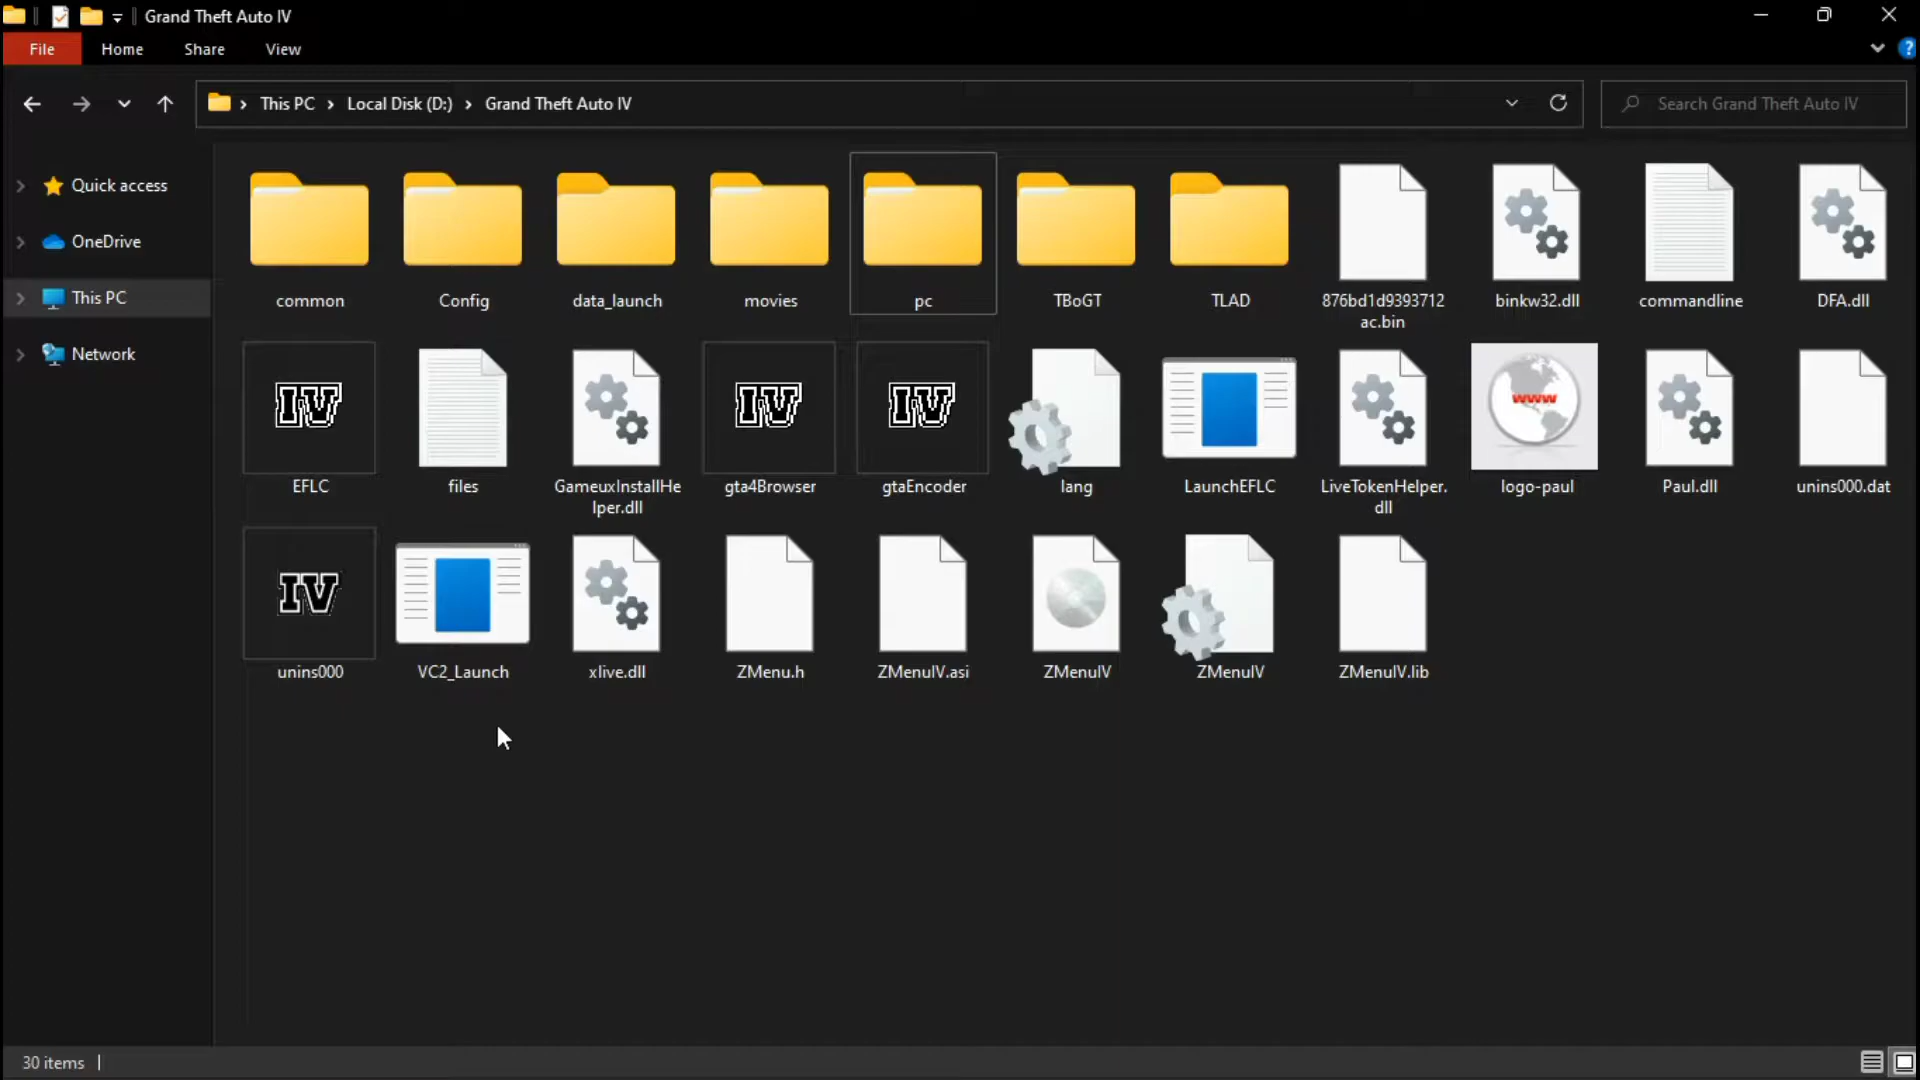 Grand Theft Auto IV
File Home Share View
This PC Local Disk (D:) Grand Theft Auto IV
Search Grand Theft Auto IV
Quick access
OneDrive
This PC
Network
common Config data_launch movies pc TBoGT TLAD 876bd1d9393712 binkw32.dll commandline DFA.dll
ac.bin
IV IV IV www
EFLC files GameuxInstallHe gta4Browser gtaEncoder lang LaunchEFLC LiveTokenHelper. logo-paul Paul.dll unins000.dat
lper.dll dll
IV
unins000 VC2_Launch xlive.dll ZMenu.h ZMenuIV.asi ZMenuIV ZMenuIV ZMenuIV.lib
30 items